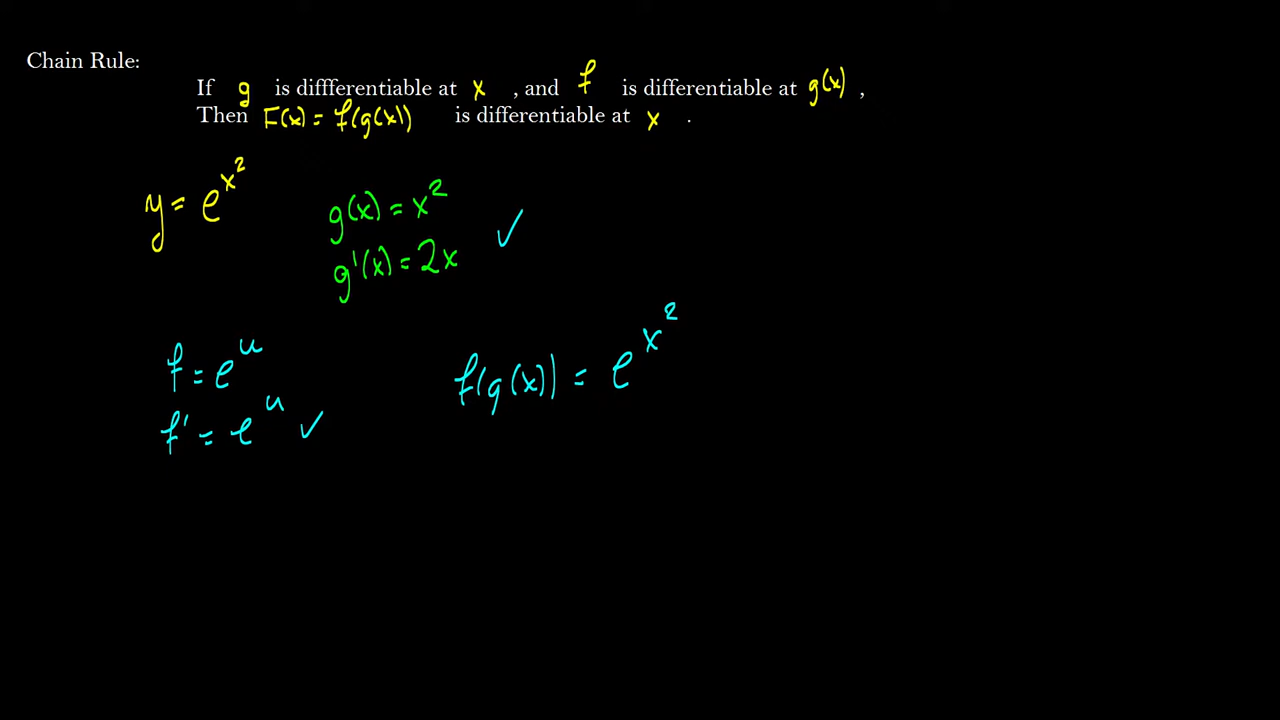 Chain Rule:
If g is diffferentiable at x , and f is differentiable at g(x) ,
Then F(x) = f(g(x)) is differentiable at x .
y = e^{x^2}
g(x) = x^2
g'(x) = 2x ✓
f = e^u
f(g(x)) = e^{x^2}
f' = e^u ✓